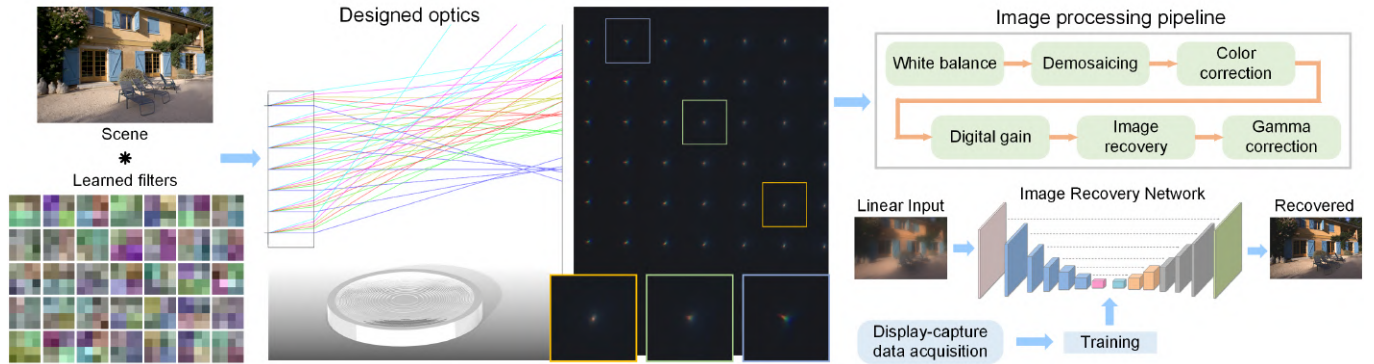 Designed optics
Image processing pipeline
White balance
Demosaicing
Color
correction
Scene
*
Learned filters
Digital gain
Image
recovery
Gamma
correction
Image Recovery Network
Linear Input
Recovered
Display-capture
data acquisition
Training